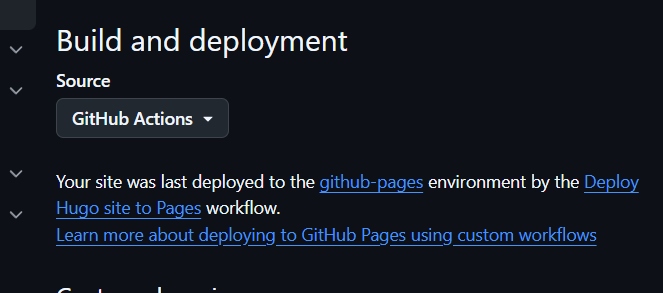 Build and deployment
Source
GitHub Actions
Your site was last deployed to the github-pages environment by the Deploy
Hugo site to Pages workflow.
Learn more about deploying to GitHub Pages using custom workflows